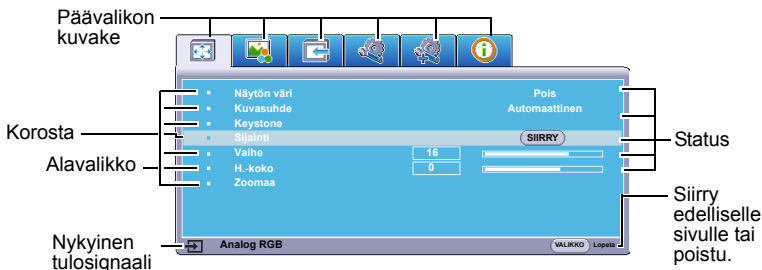 Päävalikon
kuvake
Näytön väri Pois
Kuvasuhde Automaattinen
Keystone
Korosta
Sijainti SIIRRY
Status
Vaihe 16
Alavalikko
H.-koko 0
Zoomaa
Siirry
edelliselle
sivulle tai
poistu.
Nykyinen
tulosignaali
Analog RGB VALIKKO Lopeta